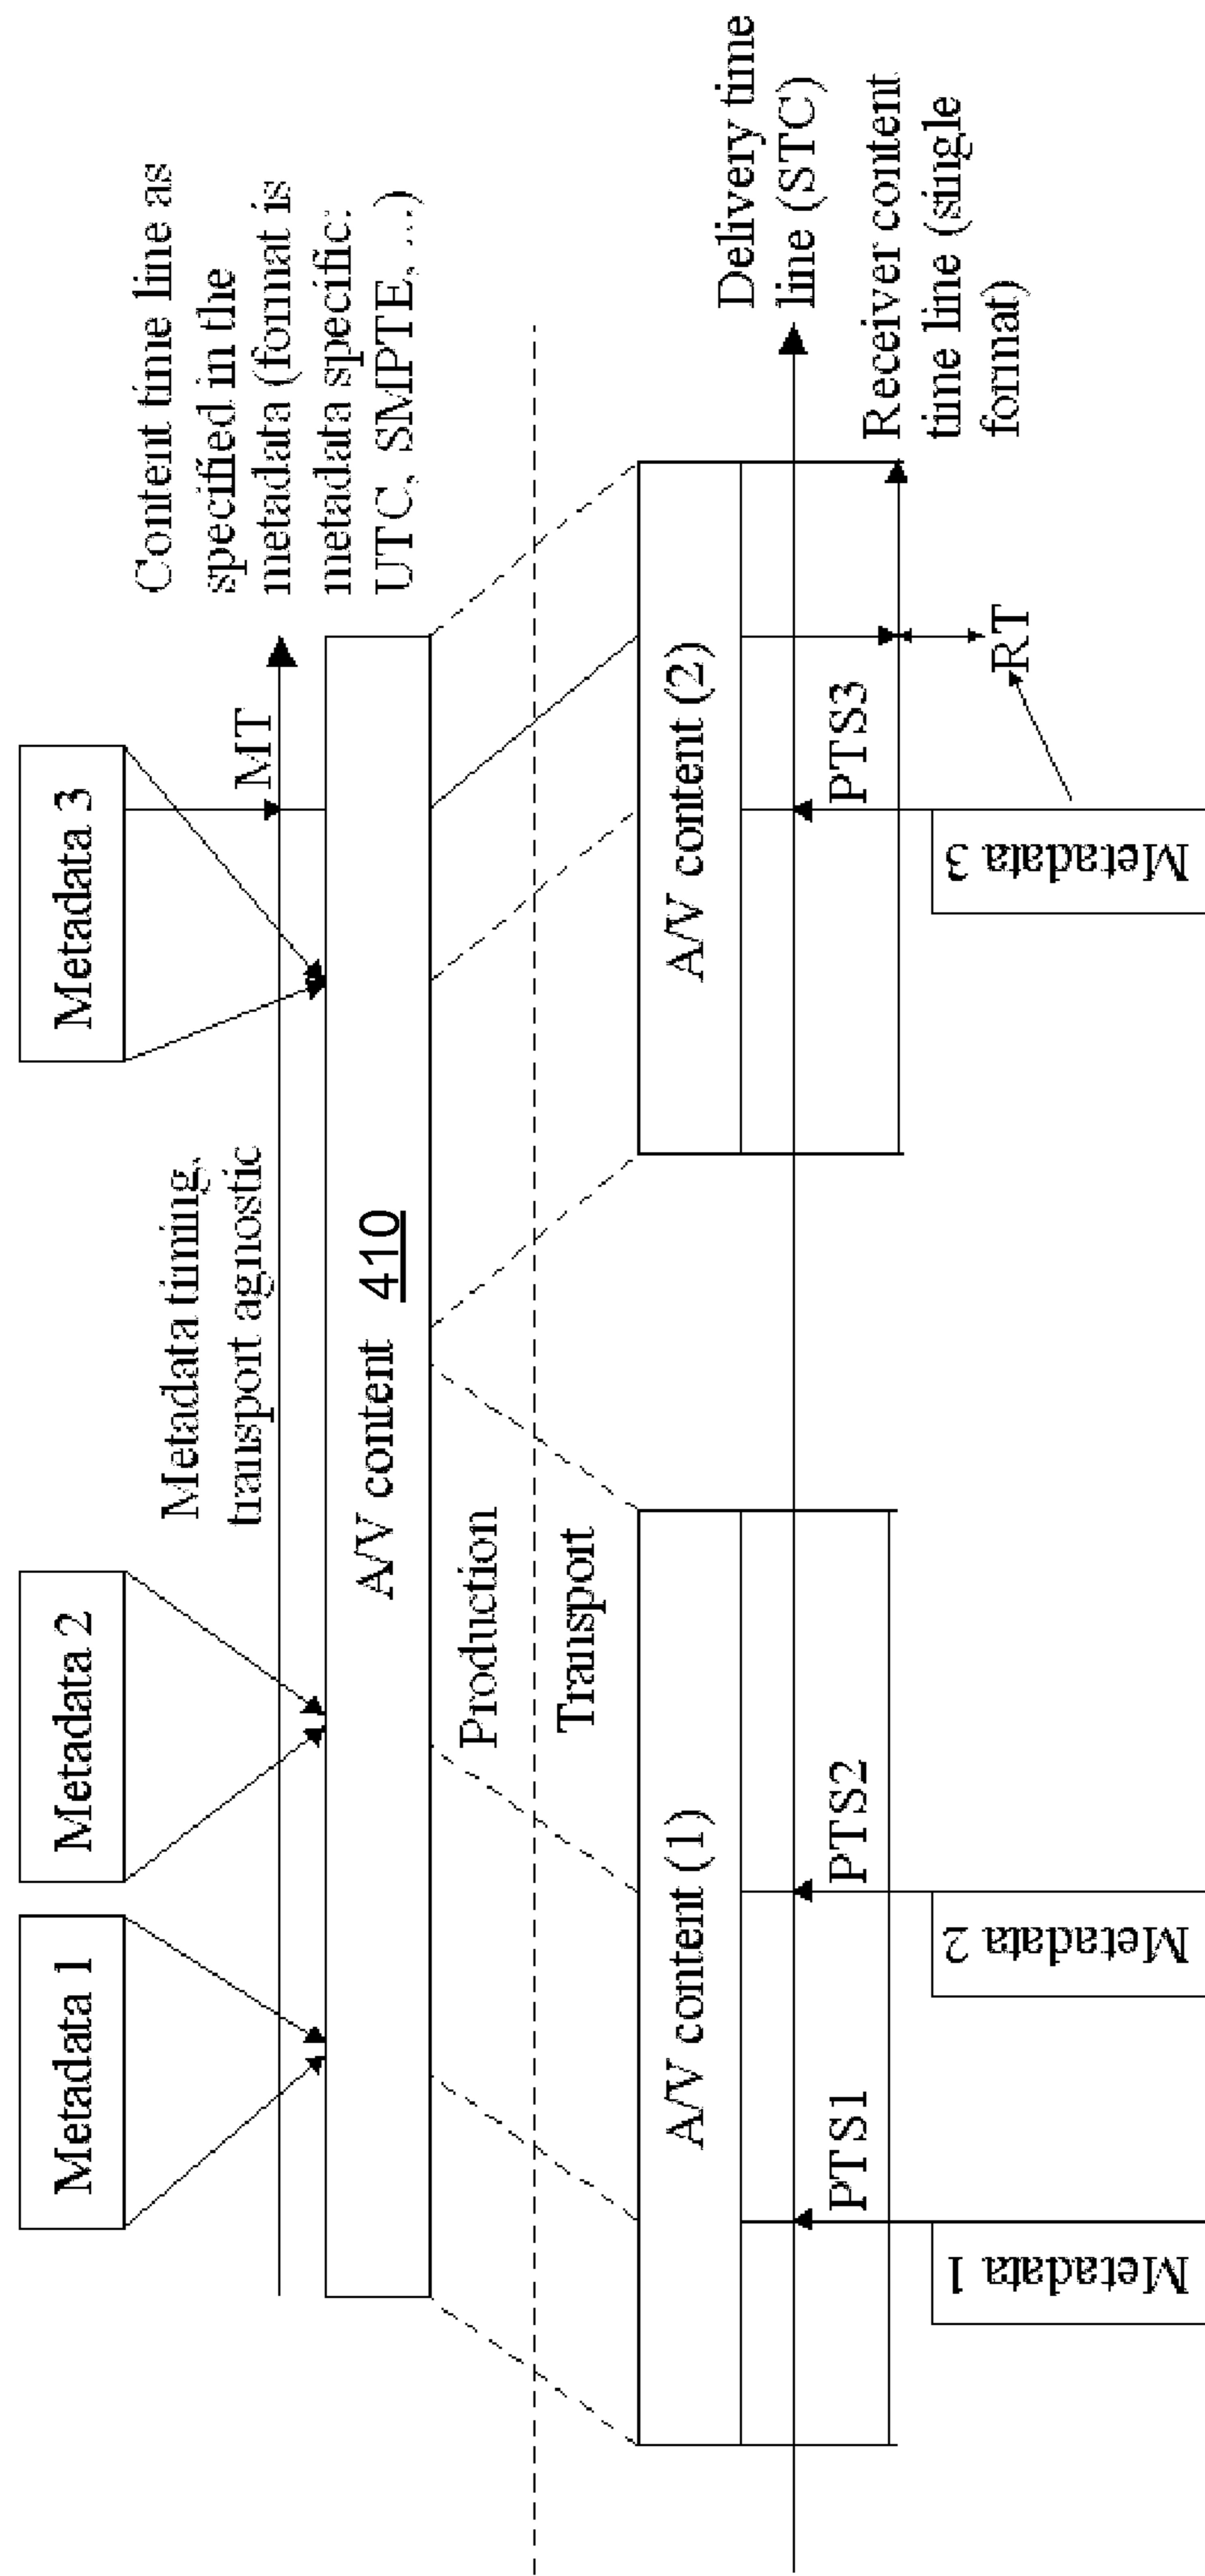 Metadata 1
Metadata 2
Metadata 3
Metadata timing,
transport agnostic
MT
Content time line as
specified in the
metadata (format is
metadata specific:
UTC, SMPTE, ...)
A/V content 410
Production
Transport
A/V content (1)
A/V content (2)
Delivery time
line (STC)
PTS1
PTS2
PTS3
Receiver content
time line (single
format)
RT
Metadata 1
Metadata 2
Metadata 3